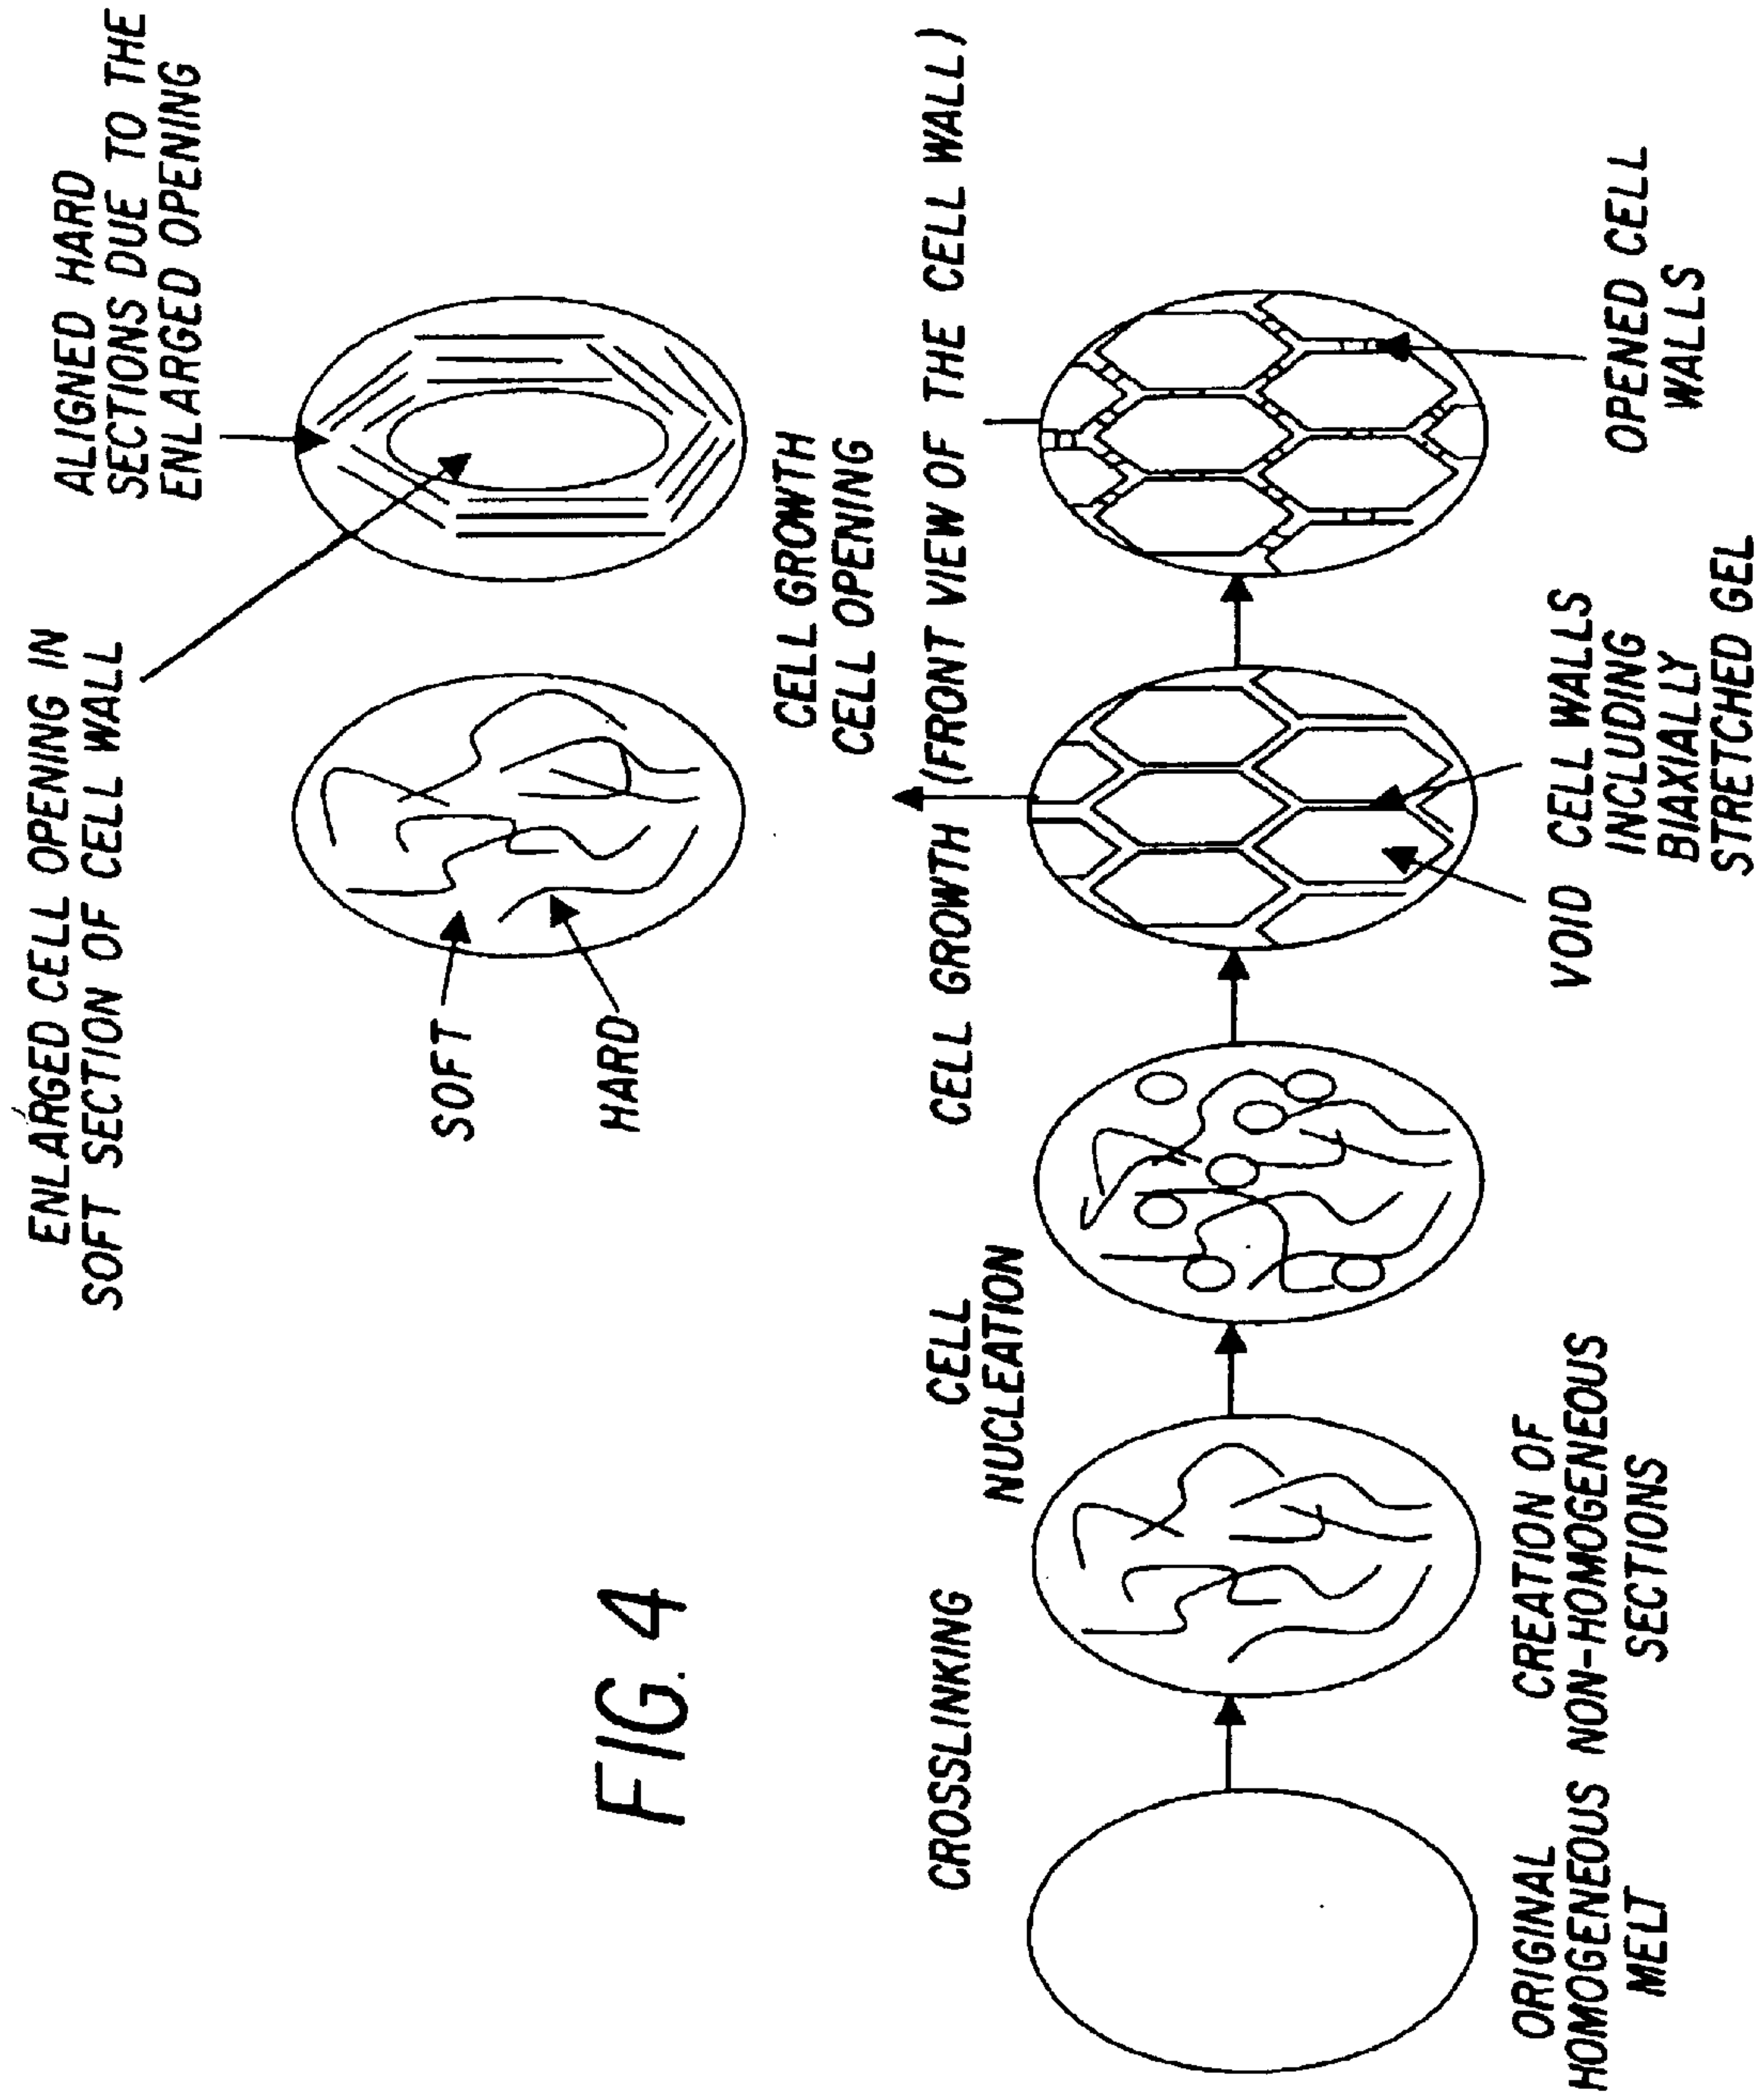 ENLARGED CELL OPENING IN
SOFT SECTION OF CELL WALL
ALIGNED HARD
SECTIONS DUE TO THE
ENLARGED OPENING
SOFT
HARD
FIG. 4
CELL GROWTH
CELL OPENING
CROSSLINKING
CELL
NUCLEATION
CELL GROWTH (FRONT VIEW OF THE CELL WALL)
ORIGINAL
HOMOGENEOUS
MELT
CREATION OF
NON-HOMOGENEOUS
SECTIONS
VOID
CELL WALLS
INCLUDING
BIAXIALLY
STRETCHED GEL
OPENED CELL
WALLS